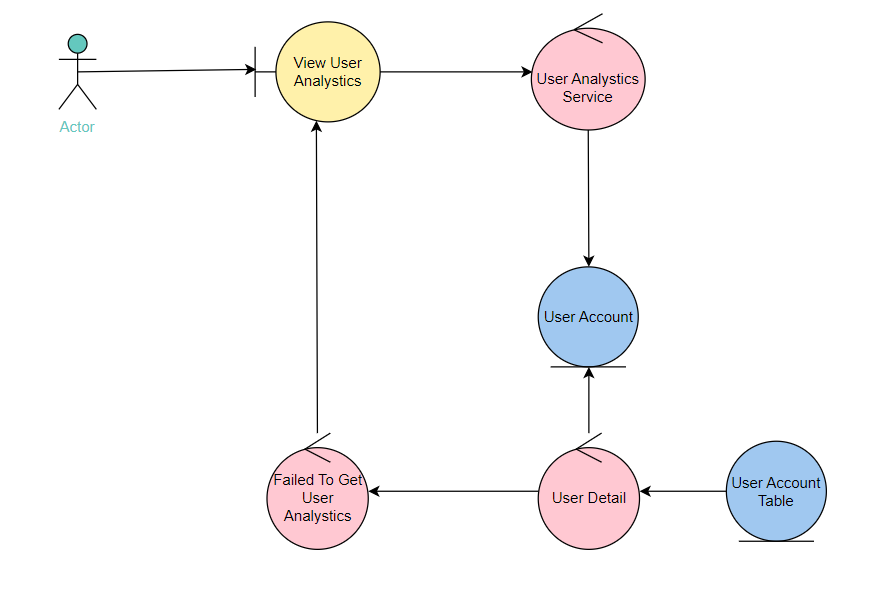 View User
Analystics
User Analystics
Service
Actor
User Account
Failed To Get
User
Analystics
User Detail
User Account
Table